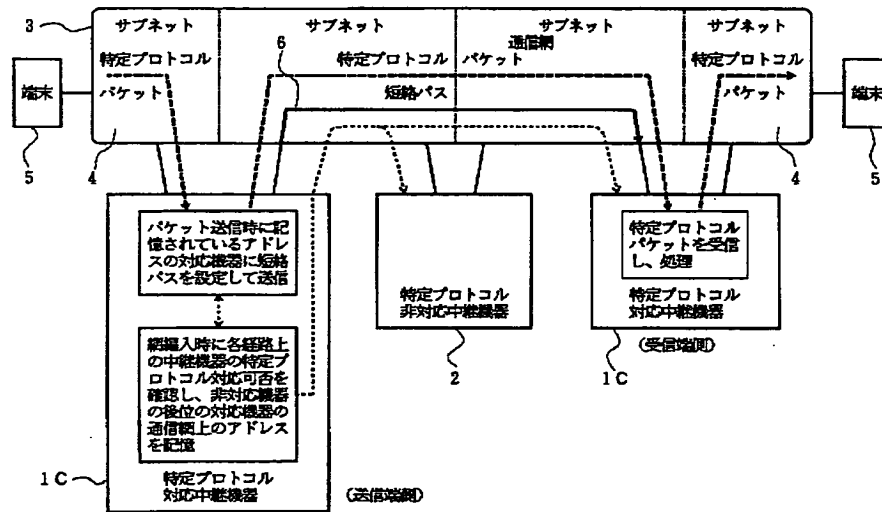 3
サブネット
サブネット
サブネット
サブネット
通信網
6
特定プロトコル
特定プロトコル
パケット
特定プロトコル
端末
パケット
短絡パス
パケット
端末
5
4
4
5
パケット送信時に記
憶されているアドレ
スの対応機器に短絡
パスを設定して送信
特定プロトコル
パケットを受信
し、処理
特定プロトコル
非対応中継機器
特定プロトコル
対応中継機器
(受信端側)
2
1C
網編入時に各経路上
の中継機器の特定プ
ロトコル対応可否を
確認し、非対応機器
の後位の対応機器の
通信網上のアドレス
を記憶
1C
特定プロトコル
対応中継機器
(送信端側)